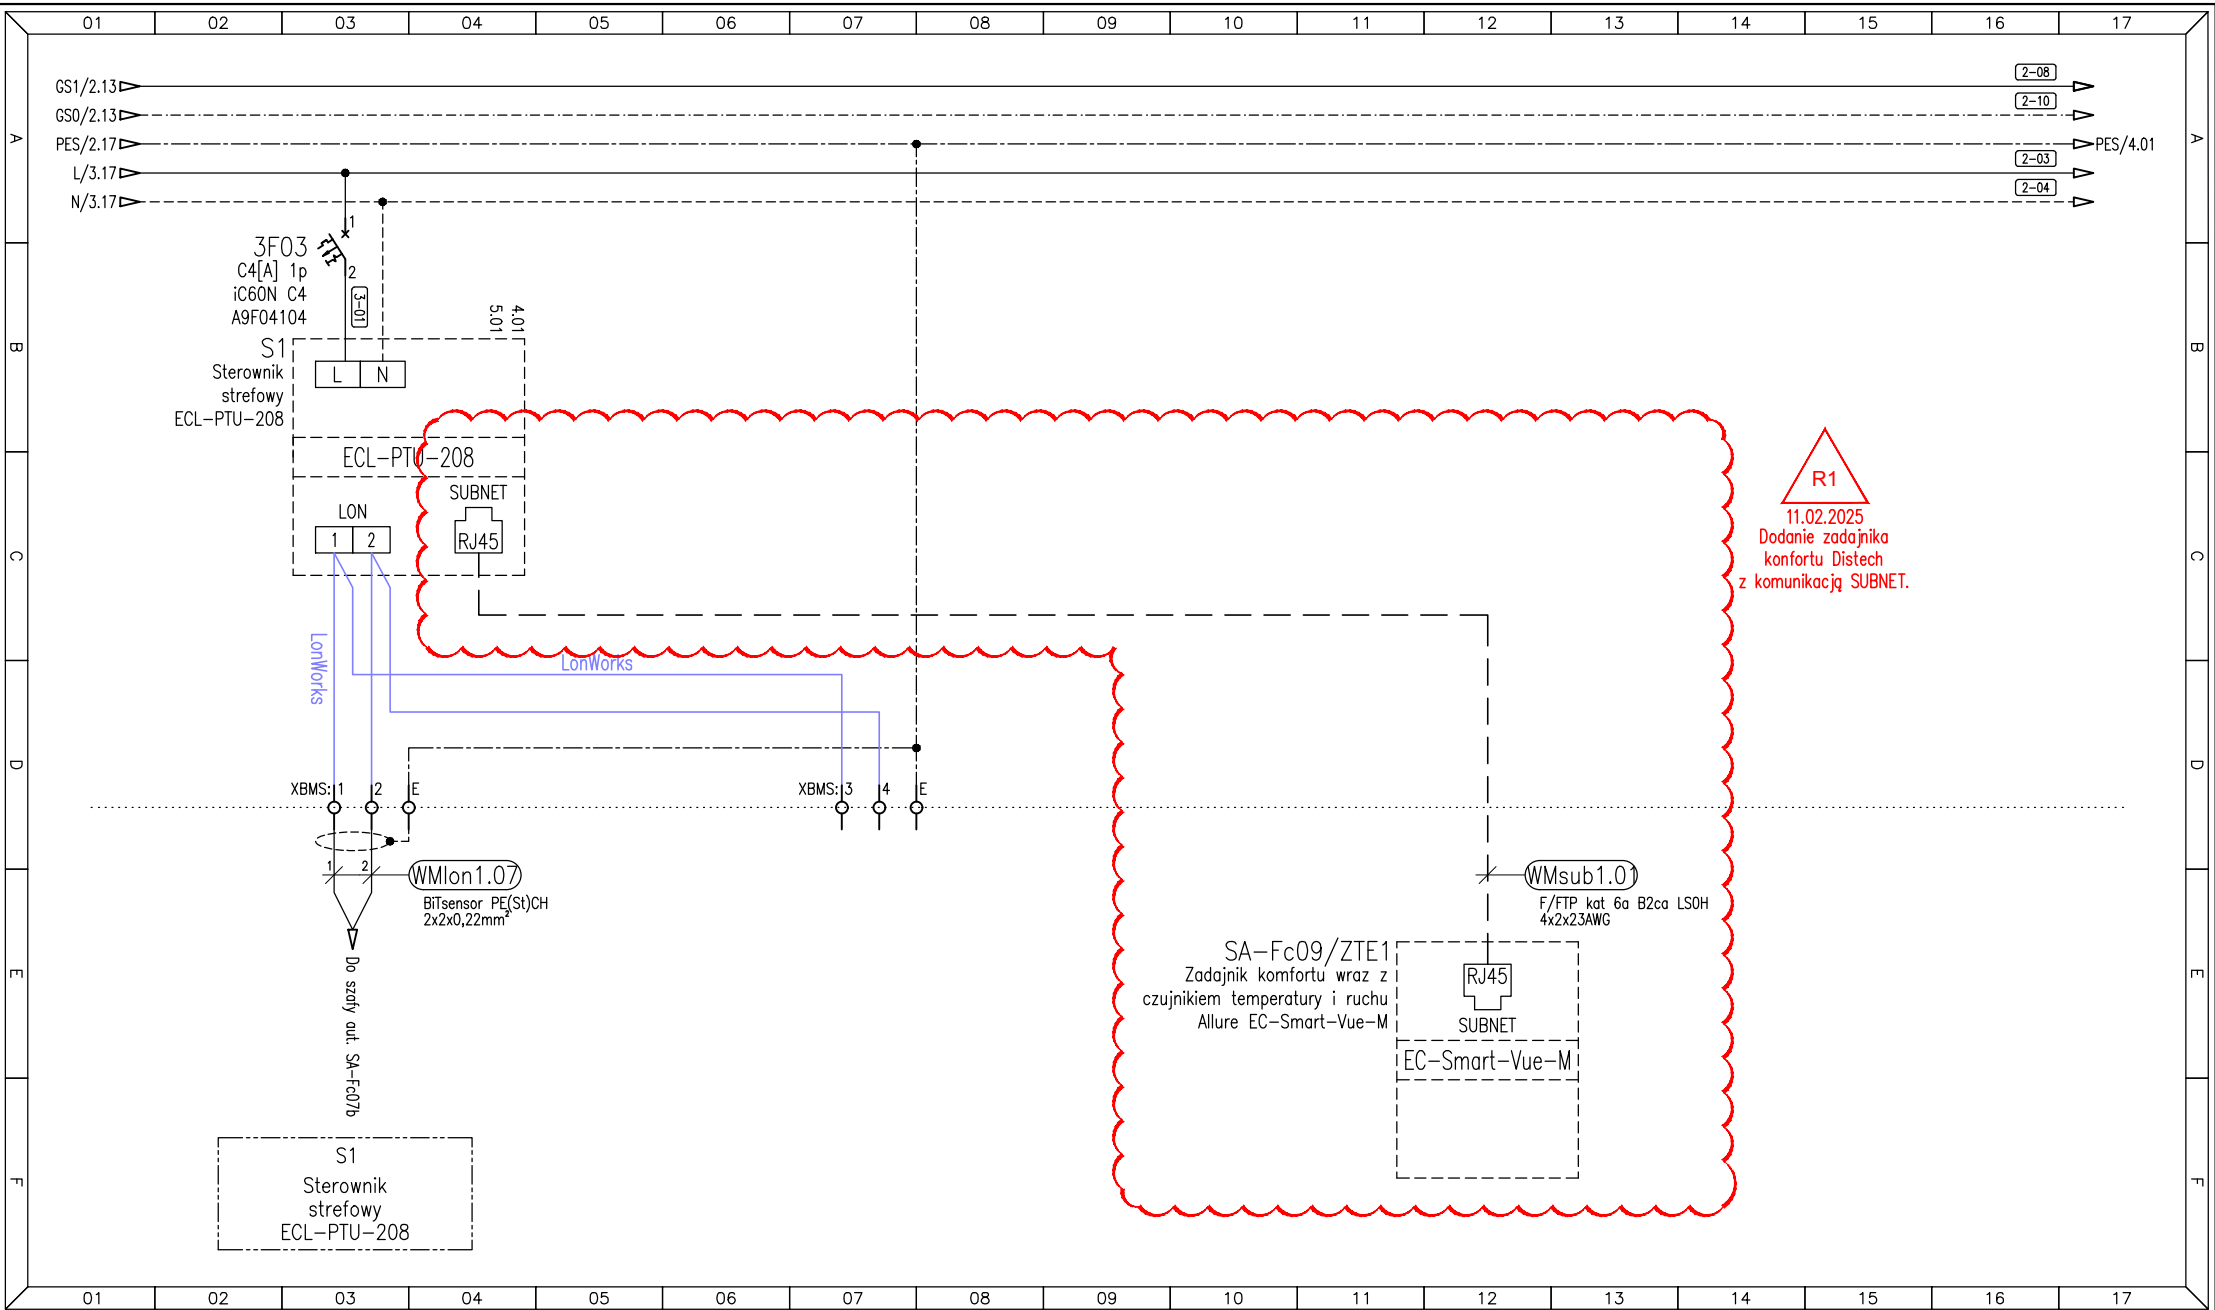 01 02 03 04 05 06 07 08 09 10 11 12 13 14 15 16 17
GS1/2.13
2-08
GS0/2.13
2-10
A
PES/2.17
PES/4.01
A
L/3.17
2-03
N/3.17
2-04
1
3F03
C4[A] 1p
iC60N C4
A9F04104
2
3-01
4.01
5.01
B
B
S1
Sterownik
strefowy
ECL-PTU-208
L N
ECL-PTU-208
SUBNET
RJ45
LON
1 2
C
C
R1
11.02.2025
Dodanie zadajnika
konfortu Distech
z komunikacją SUBNET.
LonWorks
LonWorks
D
D
XBMS: 1 2 E
XBMS: 3 4 E
1 2
WMlon1.07
BiTsensor PE(St)CH
2x2x0,22mm²
WMsub1.01
F/FTP kat 6a B2ca LS0H
4x2x23AWG
E
E
Do szafy aut. SA-Fc07b
SA-Fc09/ZTE1
Zadajnik komfortu wraz z
czujnikiem temperatury i ruchu
Allure EC-Smart-Vue-M
RJ45
SUBNET
EC-Smart-Vue-M
F
F
S1
Sterownik
strefowy
ECL-PTU-208
01 02 03 04 05 06 07 08 09 10 11 12 13 14 15 16 17